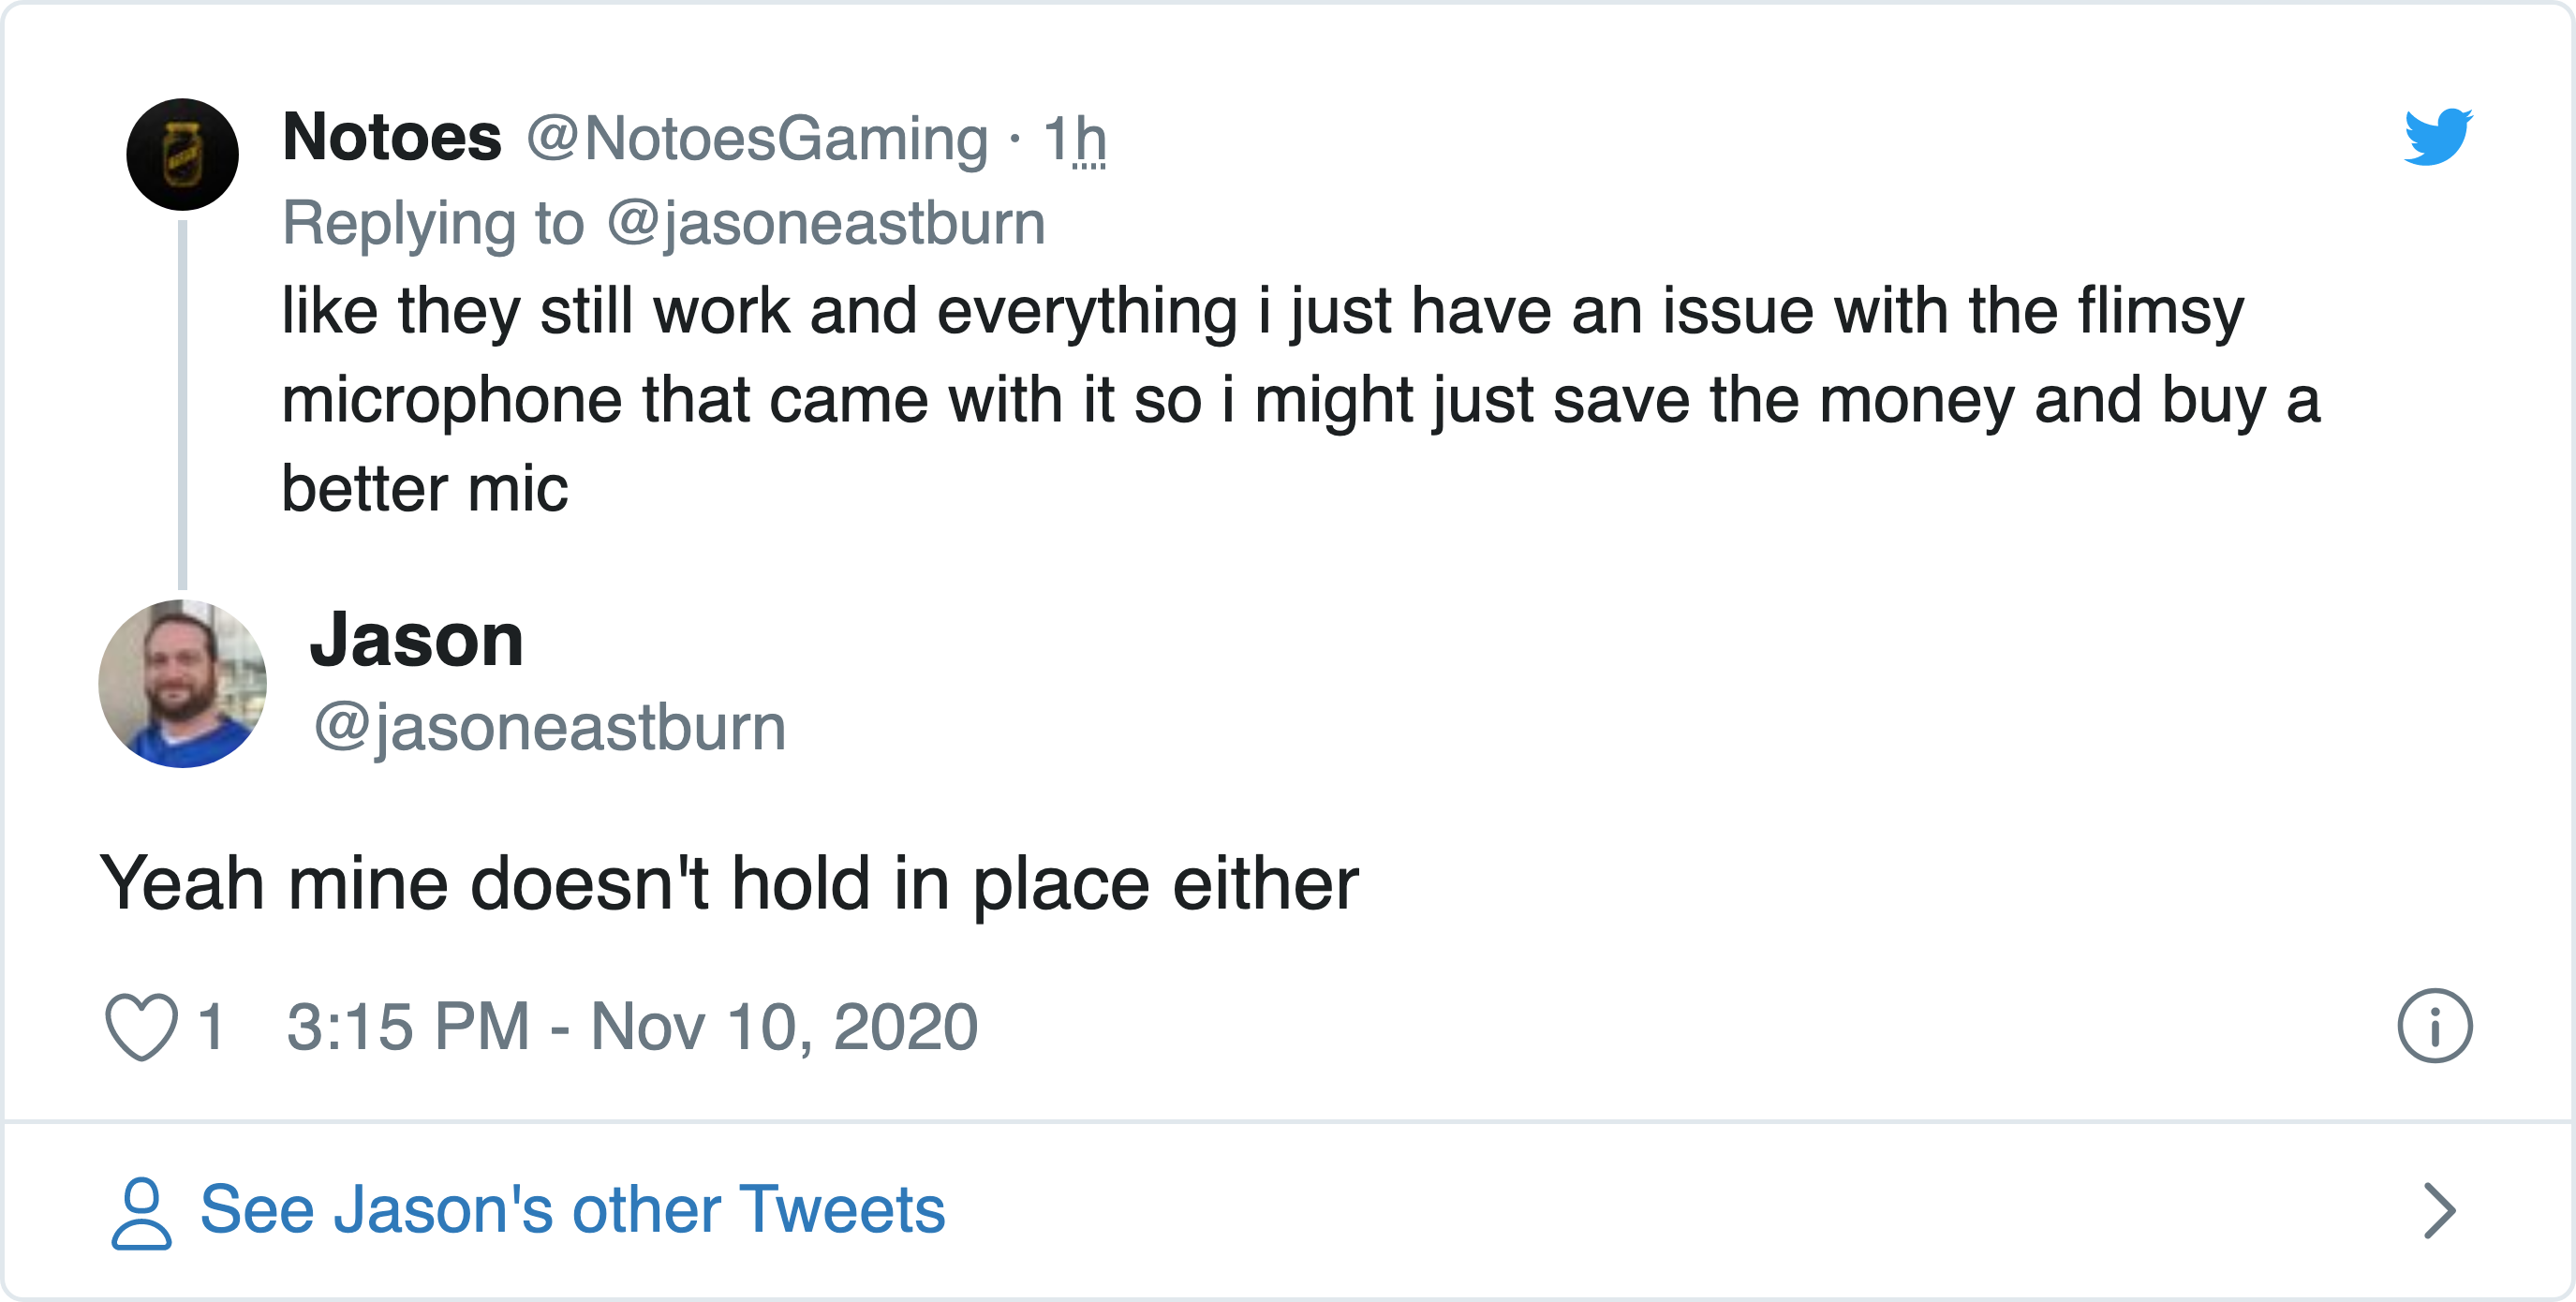 Notoes @NotoesGaming · 1h
Replying to @jasoneastburn
like they still work and everything i just have an issue with the flimsy
microphone that came with it so i might just save the money and buy a
better mic
Jason
@jasoneastburn
Yeah mine doesn't hold in place either
1 3:15 PM - Nov 10, 2020
See Jason's other Tweets